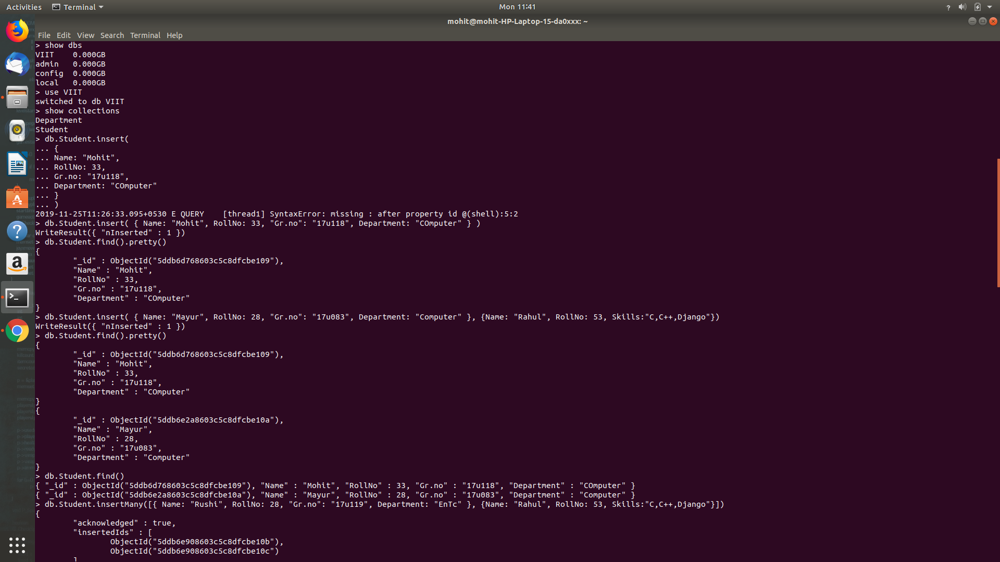 Activities Terminal Mon 11:41
mohit@mohit-HP-Laptop-15-da0xxx: ~
File Edit View Search Terminal Help
> show dbs
VIIT    0.000GB
admin   0.000GB
config  0.000GB
local   0.000GB
> use VIIT
switched to db VIIT
> show collections
Department
Student
> db.Student.insert(
... {
... Name: "Mohit",
... RollNo: 33,
... Gr.no: "17u118",
... Department: "COmputer"
... }
... )
2019-11-25T11:26:33.095+0530 E QUERY    [thread1] SyntaxError: missing : after property id @(shell):5:2
> db.Student.insert( { Name: "Mohit", RollNo: 33, "Gr.no": "17u118", Department: "COmputer" } )
WriteResult({ "nInserted" : 1 })
> db.Student.find().pretty()
{
        "_id" : ObjectId("5ddb6d768603c5c8dfcbe109"),
        "Name" : "Mohit",
        "RollNo" : 33,
        "Gr.no" : "17u118",
        "Department" : "COmputer"
}
> db.Student.insert( { Name: "Mayur", RollNo: 28, "Gr.no": "17u083", Department: "Computer" }, {Name: "Rahul", RollNo: 53, Skills:"C,C++,Django"})
WriteResult({ "nInserted" : 1 })
> db.Student.find().pretty()
{
        "_id" : ObjectId("5ddb6d768603c5c8dfcbe109"),
        "Name" : "Mohit",
        "RollNo" : 33,
        "Gr.no" : "17u118",
        "Department" : "COmputer"
}
{
        "_id" : ObjectId("5ddb6e2a8603c5c8dfcbe10a"),
        "Name" : "Mayur",
        "RollNo" : 28,
        "Gr.no" : "17u083",
        "Department" : "Computer"
}
> db.Student.find()
{ "_id" : ObjectId("5ddb6d768603c5c8dfcbe109"), "Name" : "Mohit", "RollNo" : 33, "Gr.no" : "17u118", "Department" : "COmputer" }
{ "_id" : ObjectId("5ddb6e2a8603c5c8dfcbe10a"), "Name" : "Mayur", "RollNo" : 28, "Gr.no" : "17u083", "Department" : "Computer" }
> db.Student.insertMany([{ Name: "Rushi", RollNo: 28, "Gr.no": "17u119", Department: "EnTc" }, {Name: "Rahul", RollNo: 53, Skills:"C,C++,Django"}])
{
        "acknowledged" : true,
        "insertedIds" : [
                ObjectId("5ddb6e908603c5c8dfcbe10b"),
                ObjectId("5ddb6e908603c5c8dfcbe10c")
        ]